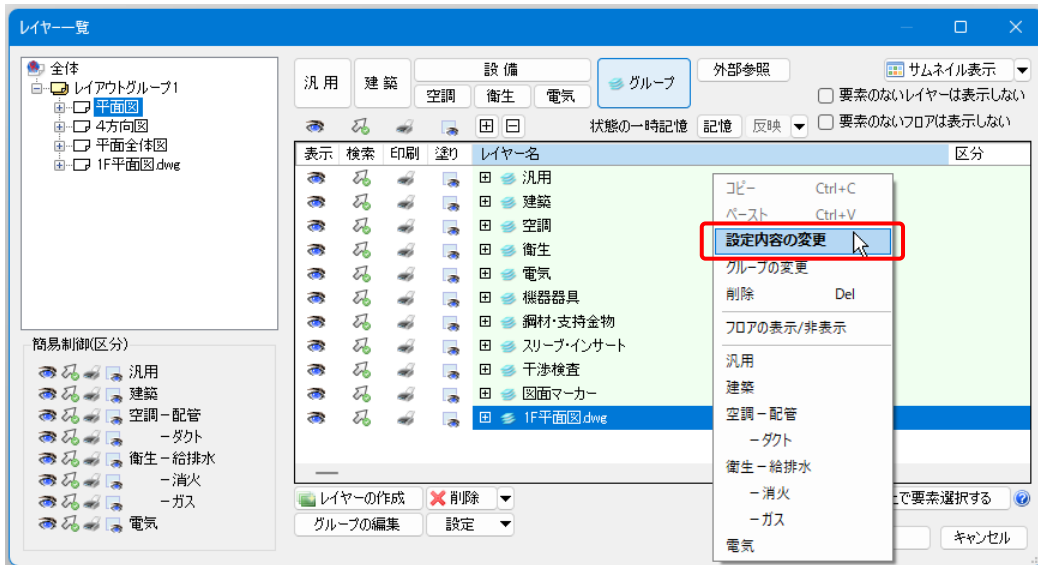 レイヤー一覧
全体
レイアウトグループ1
平面図
4方向図
平面全体図
1F平面図.dwg
簡易制御(区分)
汎用
建築
空調－配管
－ダクト
衛生－給排水
－消火
－ガス
電気
汎用 建築 設備 グループ 外部参照 サムネイル表示
空調 衛生 電気 要素のないレイヤーは表示しない
状態の一時記憶 記憶 反映 要素のないフロアは表示しない
表示 検索 印刷 塗り レイヤー名 区分
汎用
建築
空調
衛生
電気
機器器具
鋼材・支持金物
スリーブ・インサート
干渉検査
図面マーカー
1F平面図.dwg
コピー Ctrl+C
ペースト Ctrl+V
設定内容の変更
グループの変更
削除 Del
フロアの表示/非表示
汎用
建築
空調－配管
－ダクト
衛生－給排水
－消火
－ガス
電気
レイヤーの作成 削除 で要素選択する
グループの編集 設定 キャンセル